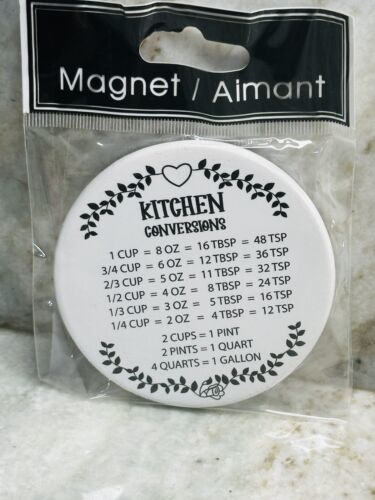 Magnet / Aimant
KITCHEN
CONVERSIONS
1 CUP = 8 OZ = 16 TBSP = 48 TSP
3/4 CUP = 6 OZ = 12 TBSP = 36 TSP
2/3 CUP = 5 OZ = 11 TBSP = 32 TSP
1/2 CUP = 4 OZ = 8 TBSP = 24 TSP
1/3 CUP = 3 OZ = 5 TBSP = 16 TSP
1/4 CUP = 2 OZ = 4 TBSP = 12 TSP
2 CUPS = 1 PINT
2 PINTS = 1 QUART
4 QUARTS = 1 GALLON